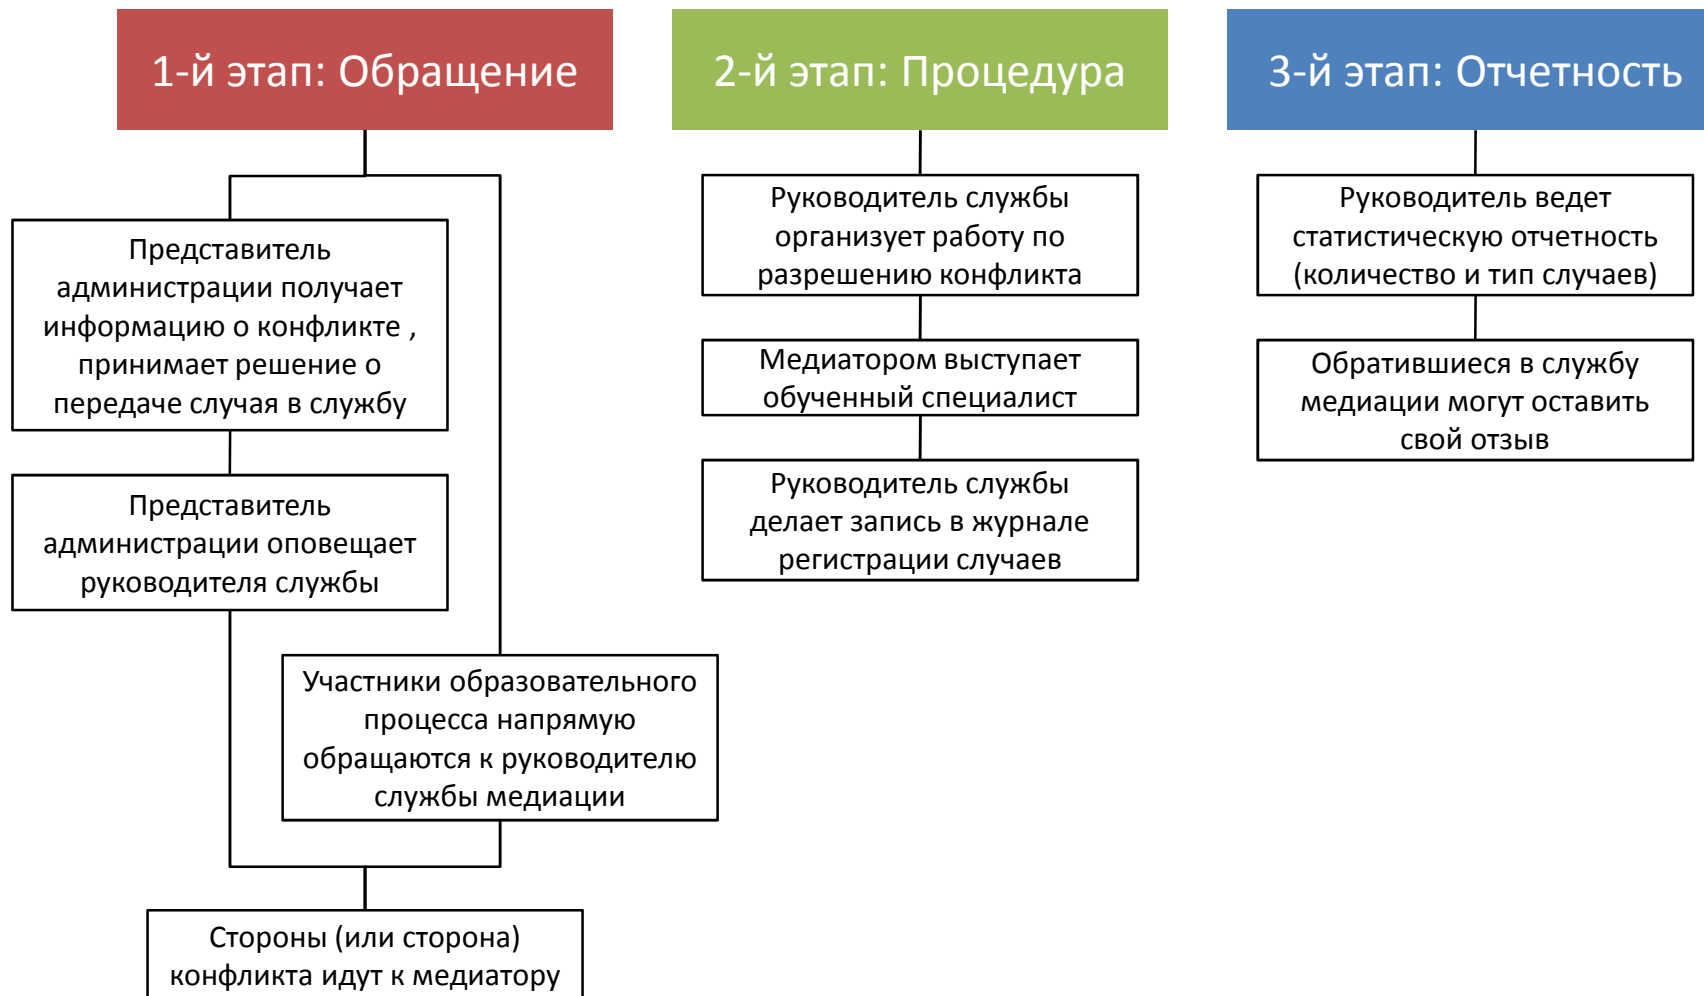 1-й этап: Обращение
Представитель
администрации получает
информацию о конфликте ,
принимает решение о
передаче случая в службу
Представитель
администрации оповещает
руководителя службы
Участники образовательного
процесса напрямую
обращаются к руководителю
службы медиации
Стороны (или сторона)
конфликта идут к медиатору
2-й этап: Процедура
Руководитель службы
организует работу по
разрешению конфликта
Медиатором выступает
обученный специалист
Руководитель службы
делает запись в журнале
регистрации случаев
3-й этап: Отчетность
Руководитель ведет
статистическую отчетность
(количество и тип случаев)
Обратившиеся в службу
медиации могут оставить
свой отзыв